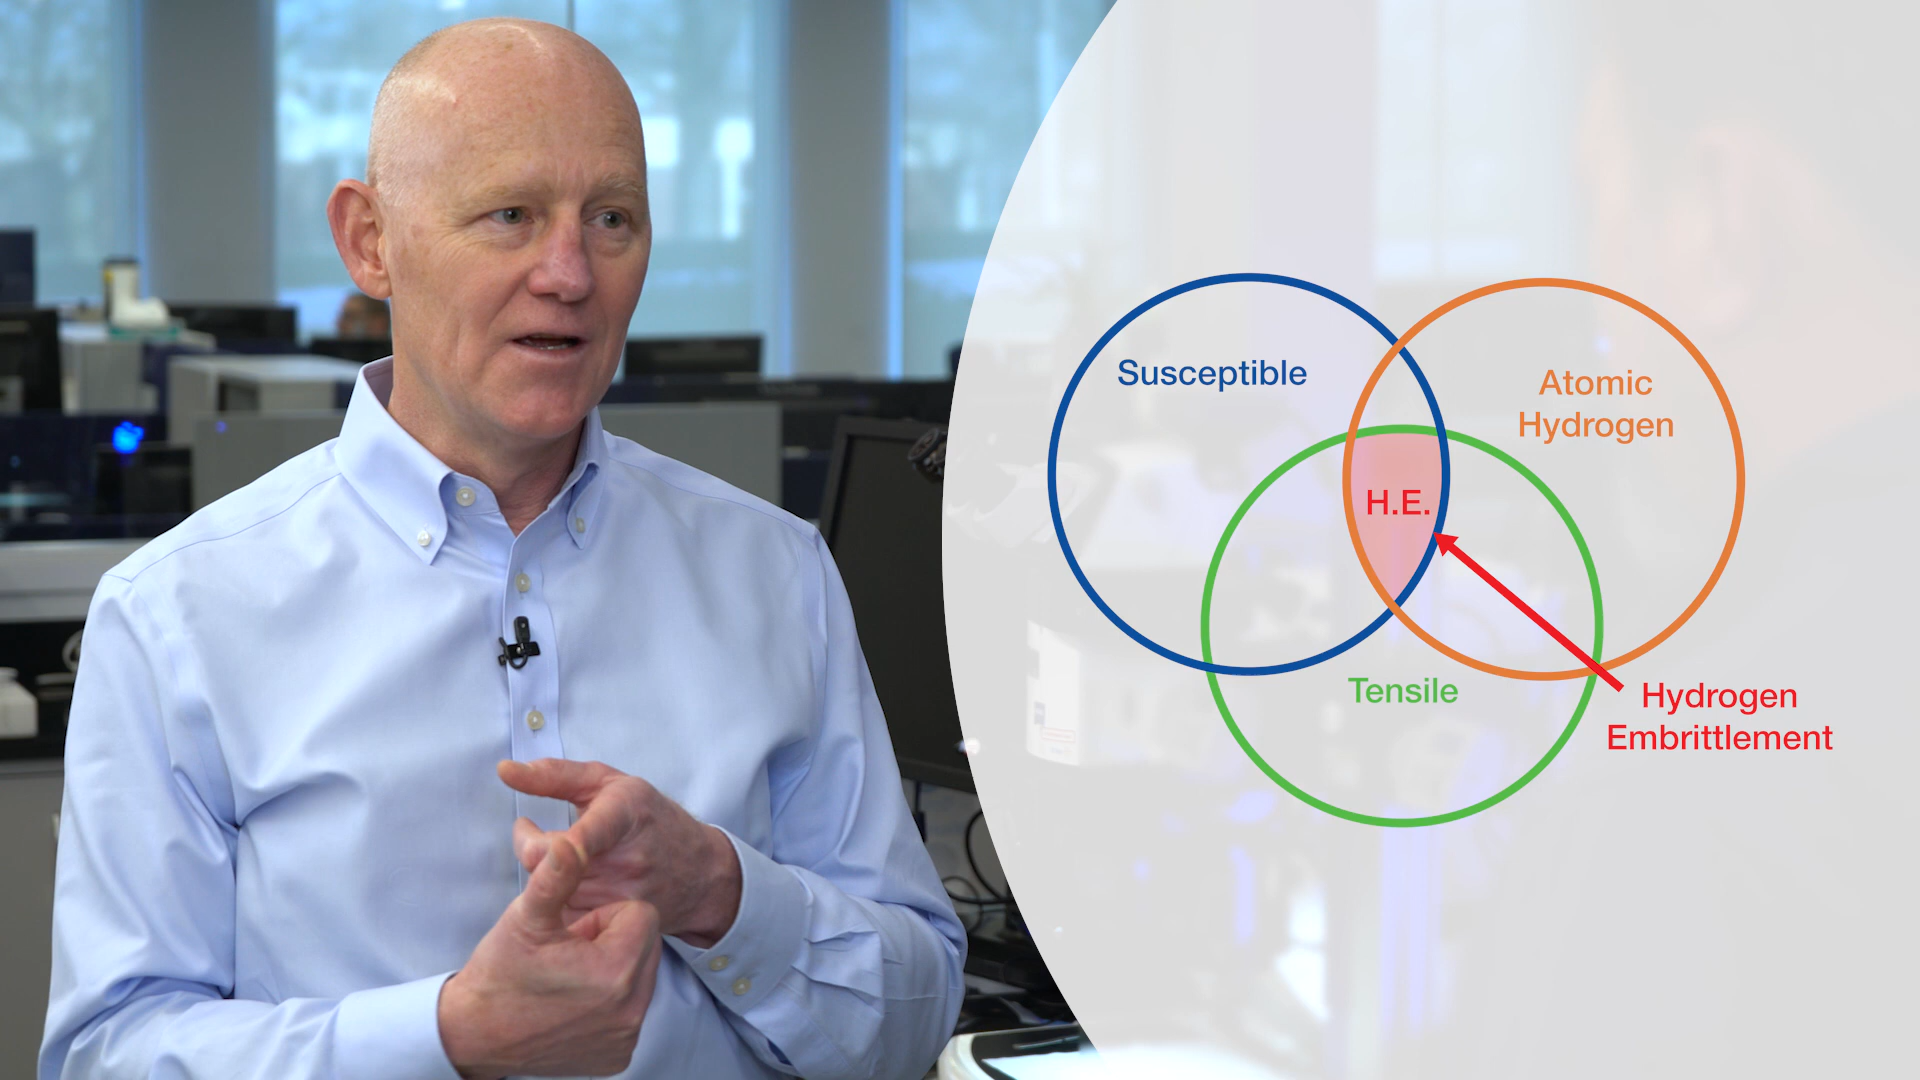 Susceptible
Atomic
Hydrogen
H.E.
Tensile
Hydrogen
Embrittlement